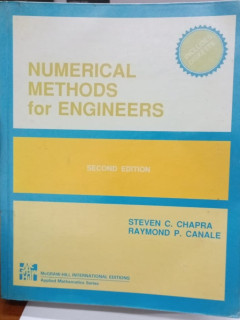 NUMERICAL
METHODS
for ENGINEERS
SECOND EDITION
STEVEN C. CHAPRA
RAYMOND P. CANALE
McGRAW-HILL INTERNATIONAL EDITIONS
Applied Mathematics Series